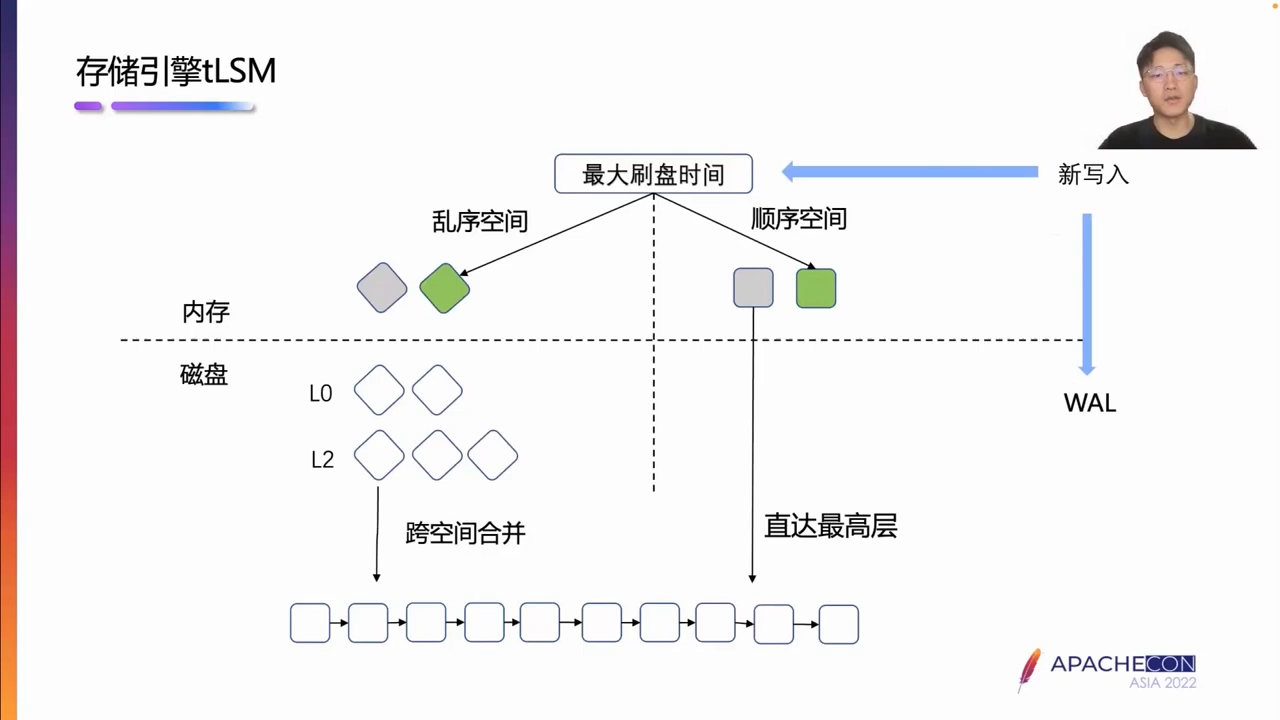 存储引擎tLSM
最大刷盘时间
新写入
乱序空间
顺序空间
内存
磁盘
L0
WAL
L2
跨空间合并
直达最高层
APACHECON
ASIA 2022